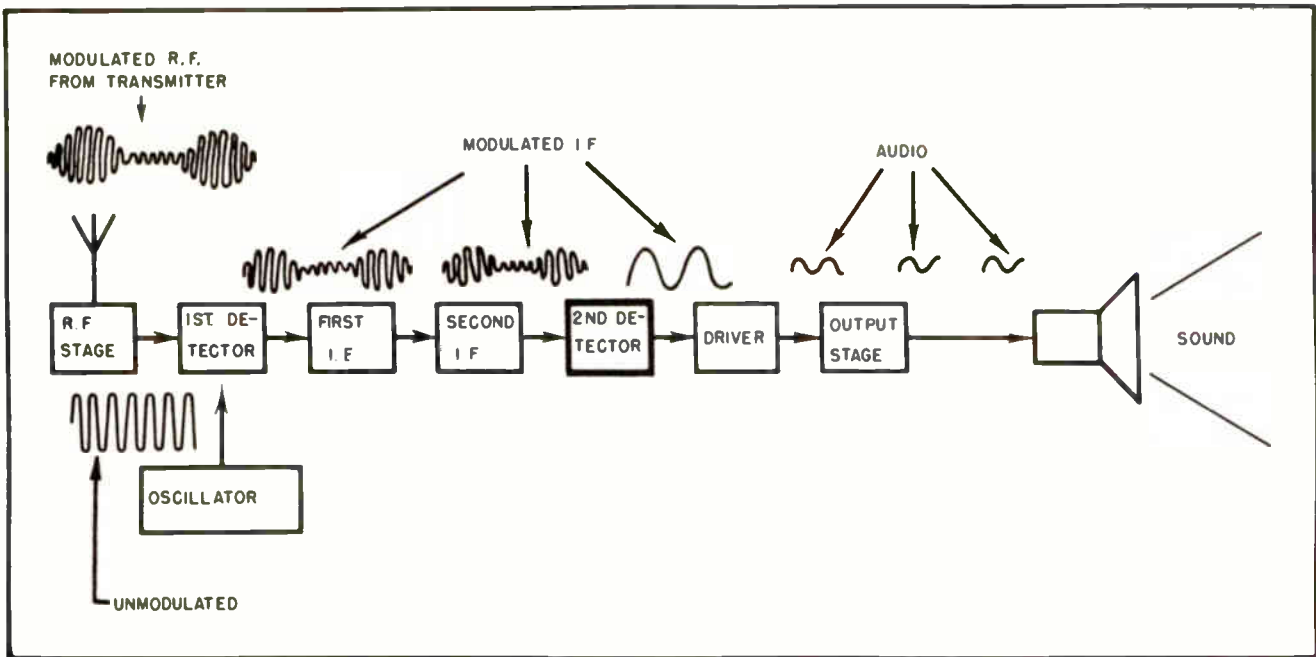 MODULATED R.F.
FROM TRANSMITTER
MODULATED I F
AUDIO
R.F
STAGE
1ST. DE-
TECTOR
FIRST
I.F
SECOND
I F
2ND DE-
TECTOR
DRIVER
OUTPUT
STAGE
SOUND
OSCILLATOR
UNMODULATED